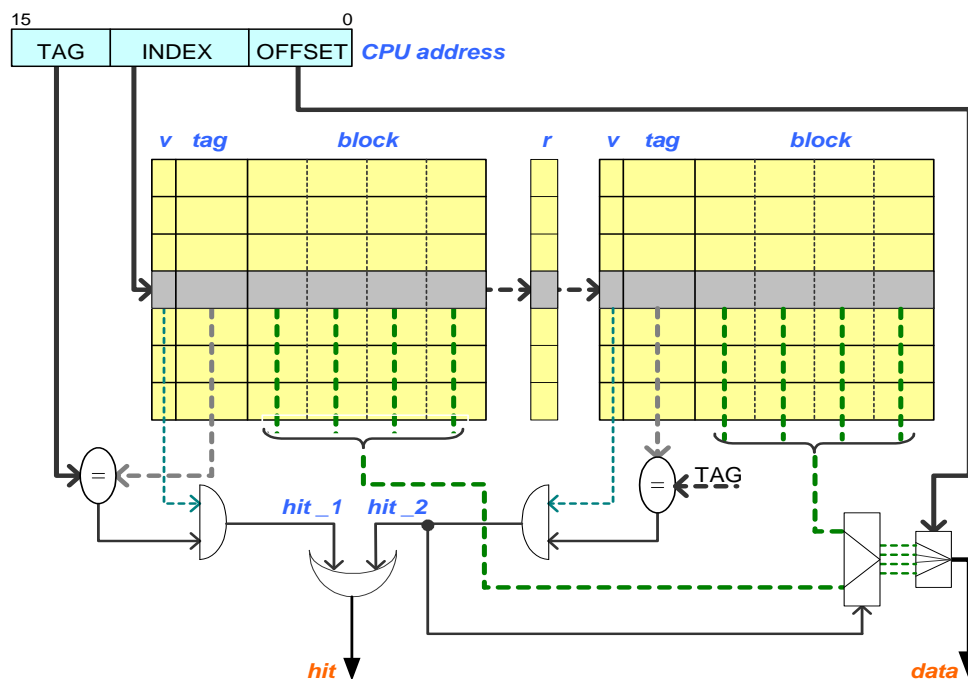 15 0
TAG INDEX OFFSET CPU address
v tag block r v tag block
= = TAG
hit _1 hit _2
hit data